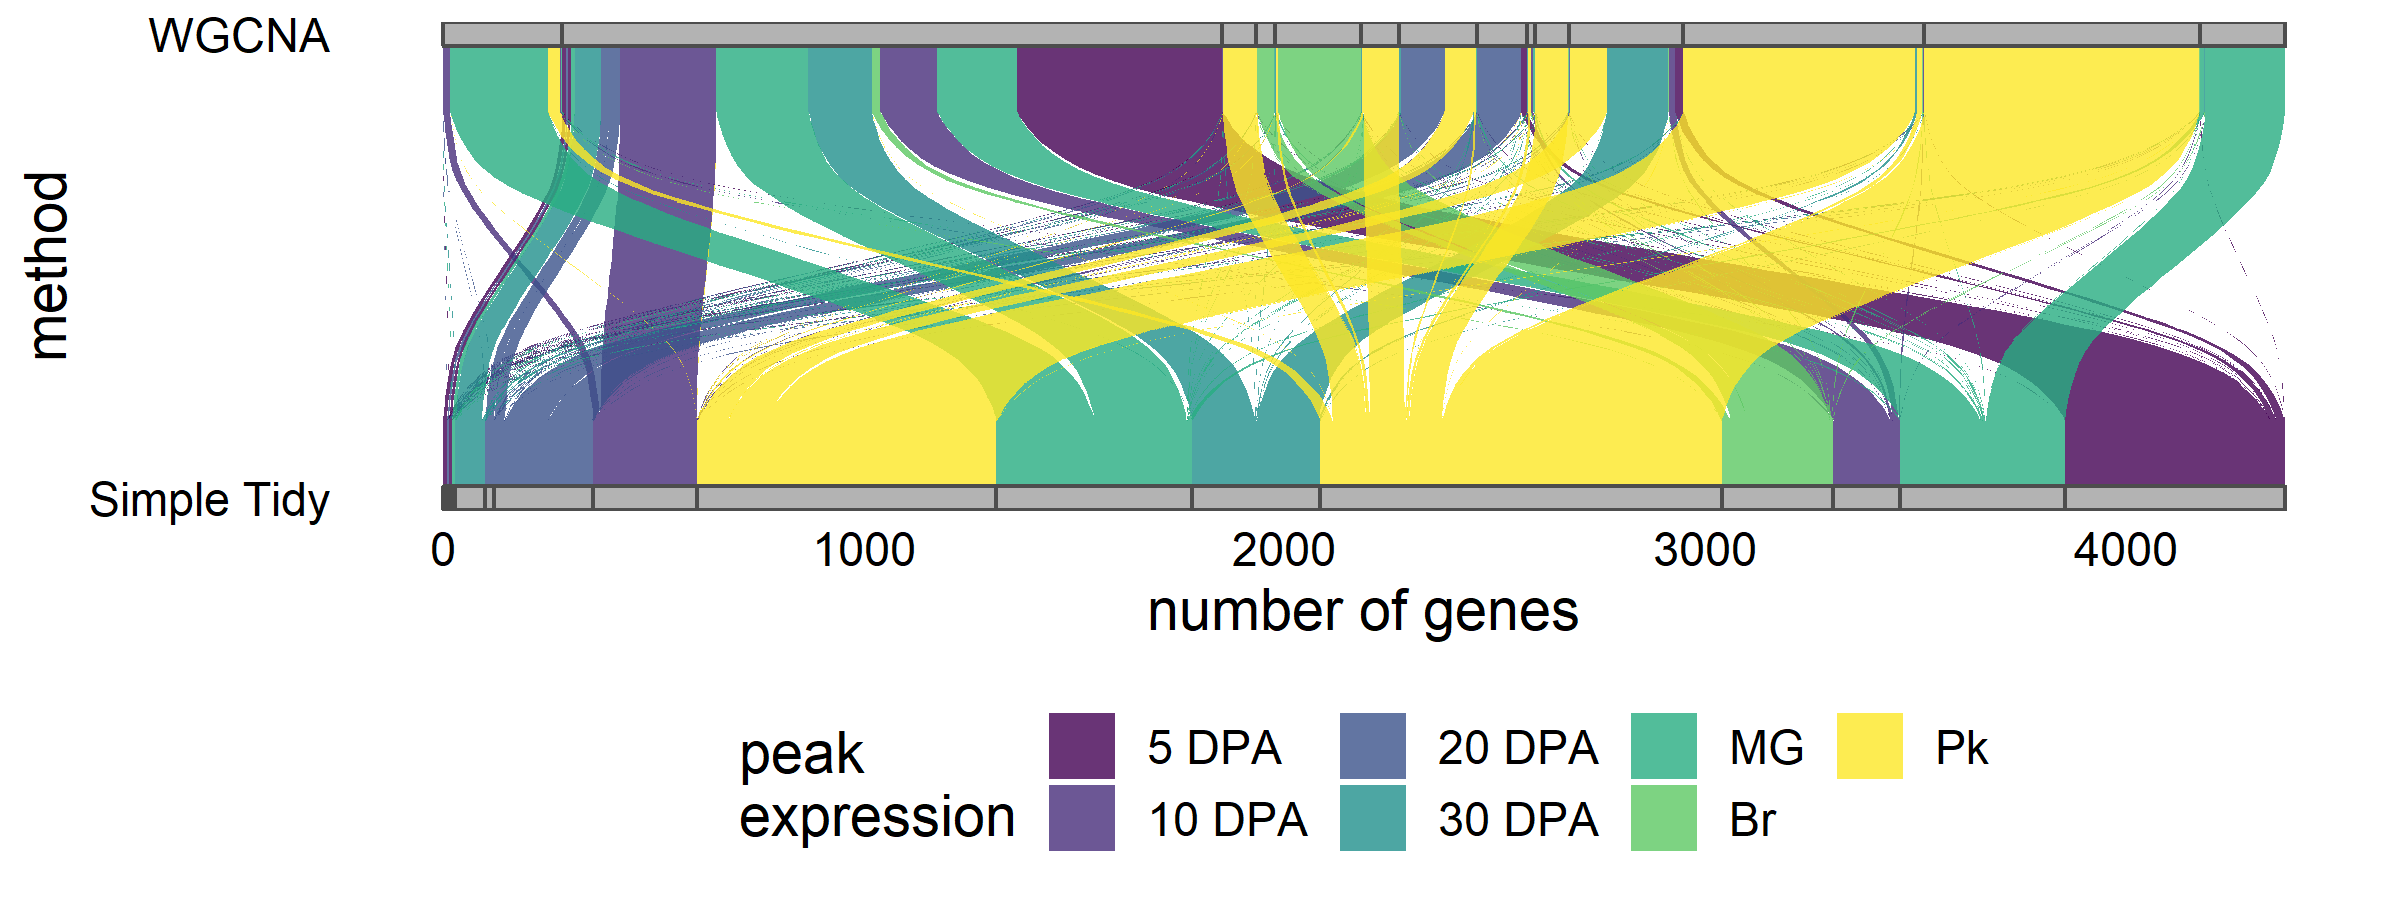 WGCNA
method
Simple Tidy
0 1000 2000 3000 4000
number of genes
peak
expression
5 DPA 20 DPA MG Pk
10 DPA 30 DPA Br